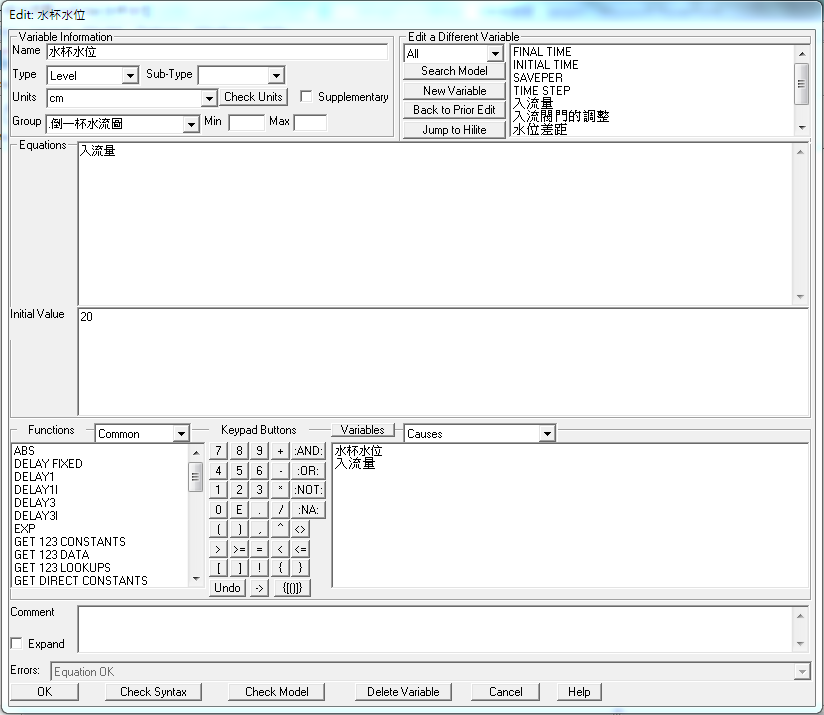 Edit: 水杯水位
Variable Information
Name 水杯水位
Type Level Sub-Type
Units cm Check Units Supplementary
Group .倒一杯水流圖 Min Max
Edit a Different Variable
All
Search Model
New Variable
Back to Prior Edit
Jump to Hilite
FINAL TIME
INITIAL TIME
SAVEPER
TIME STEP
入流量
入流閥門的調整
水位差距
Equations 入流量
Initial Value 20
Functions Common
ABS
DELAY FIXED
DELAY1
DELAY1I
DELAY3
DELAY3I
EXP
GET 123 CONSTANTS
GET 123 DATA
GET 123 LOOKUPS
GET DIRECT CONSTANTS
Keypad Buttons
7 8 9 + :AND:
4 5 6 - :OR:
1 2 3 * :NOT:
0 E . / :NA:
( ) , ^ <>
> >= = < <=
[ ] ! { }
Undo -> {[()]}
Variables Causes
水杯水位
入流量
Comment
Expand
Errors: Equation OK
OK Check Syntax Check Model Delete Variable Cancel Help